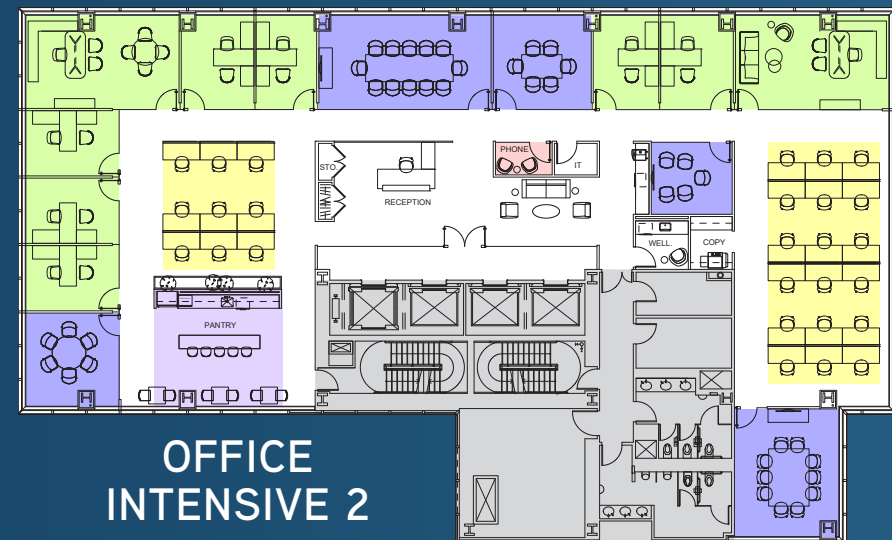 PHONE
IT
STO.
RECEPTION
WELL.
COPY
PANTRY
OFFICE
INTENSIVE 2